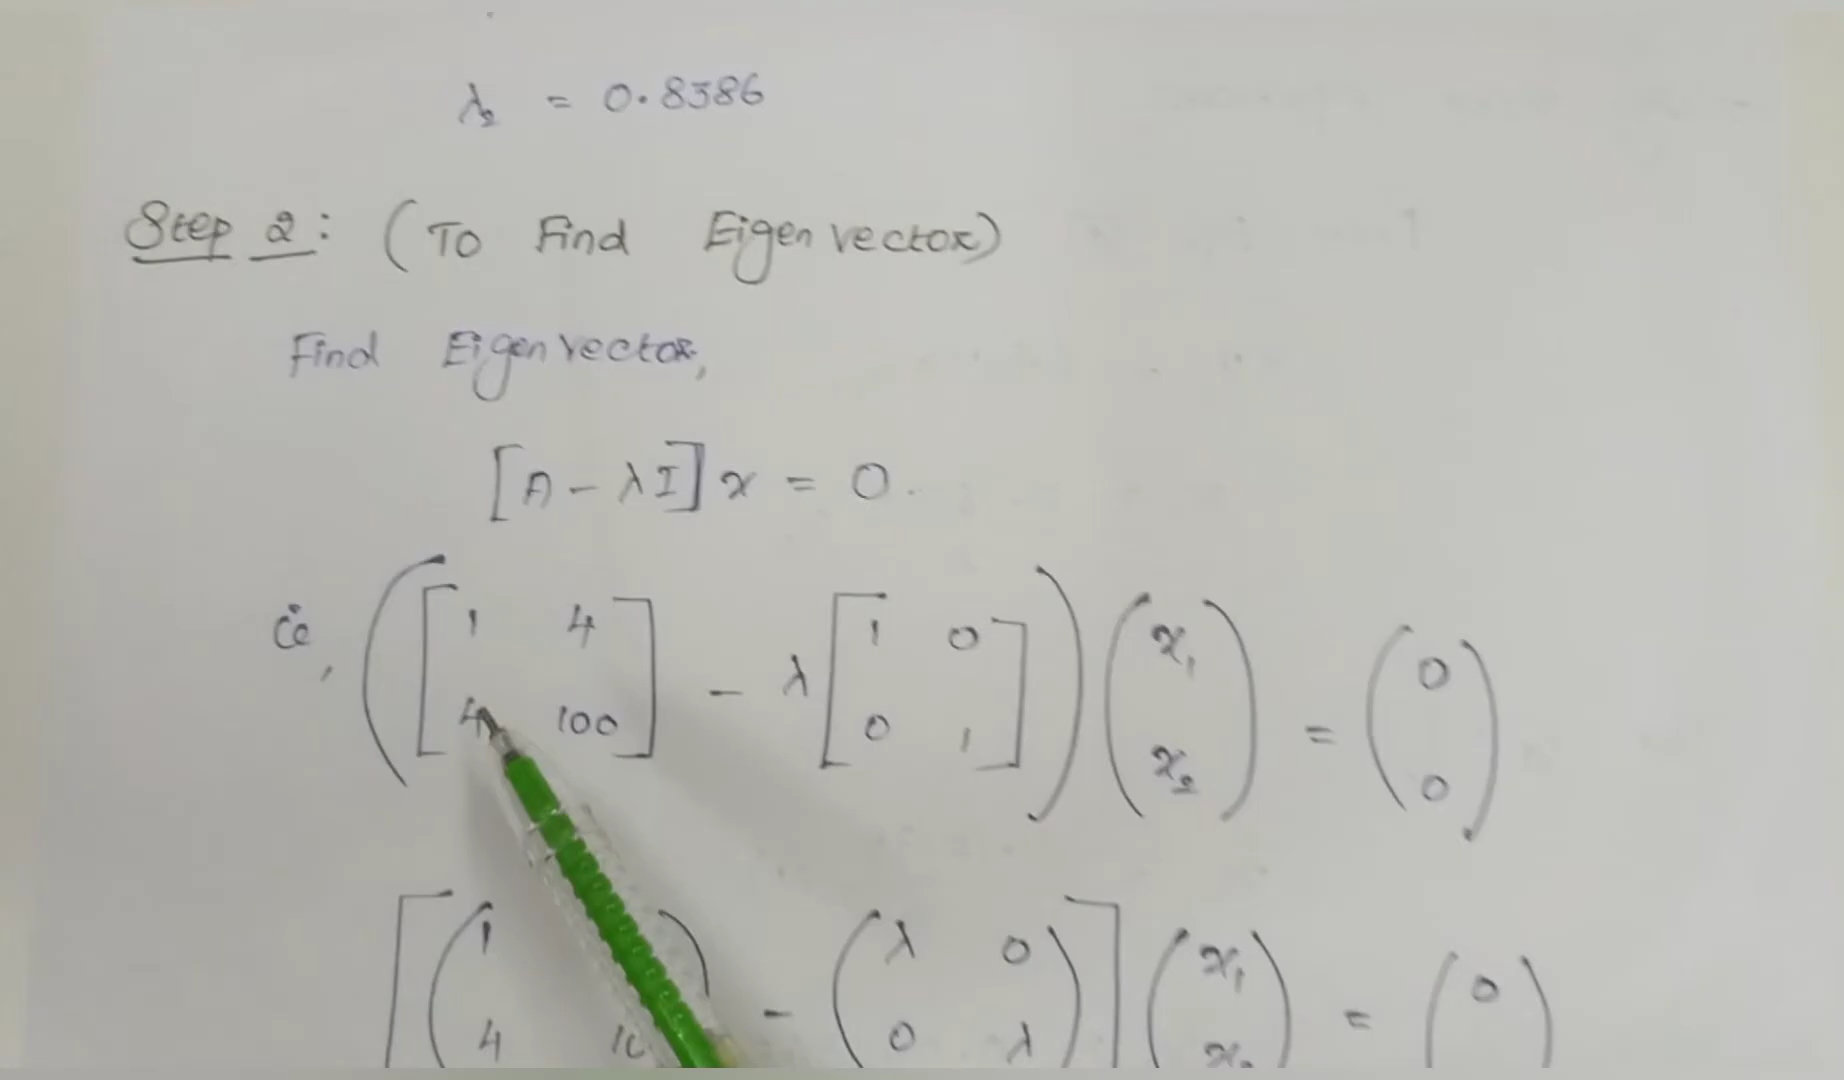 λ₂ = 0.8386
Step 2: (To Find Eigen vector)
Find Eigen vector,
[A - λI] x = 0.
ie, ([1 4; 4 100] - λ [1 0; 0 1]) (x₁; x₂) = (0; 0)
[(1; 4) - (λ 0; 0 λ)] (x₁; x₂) = (0